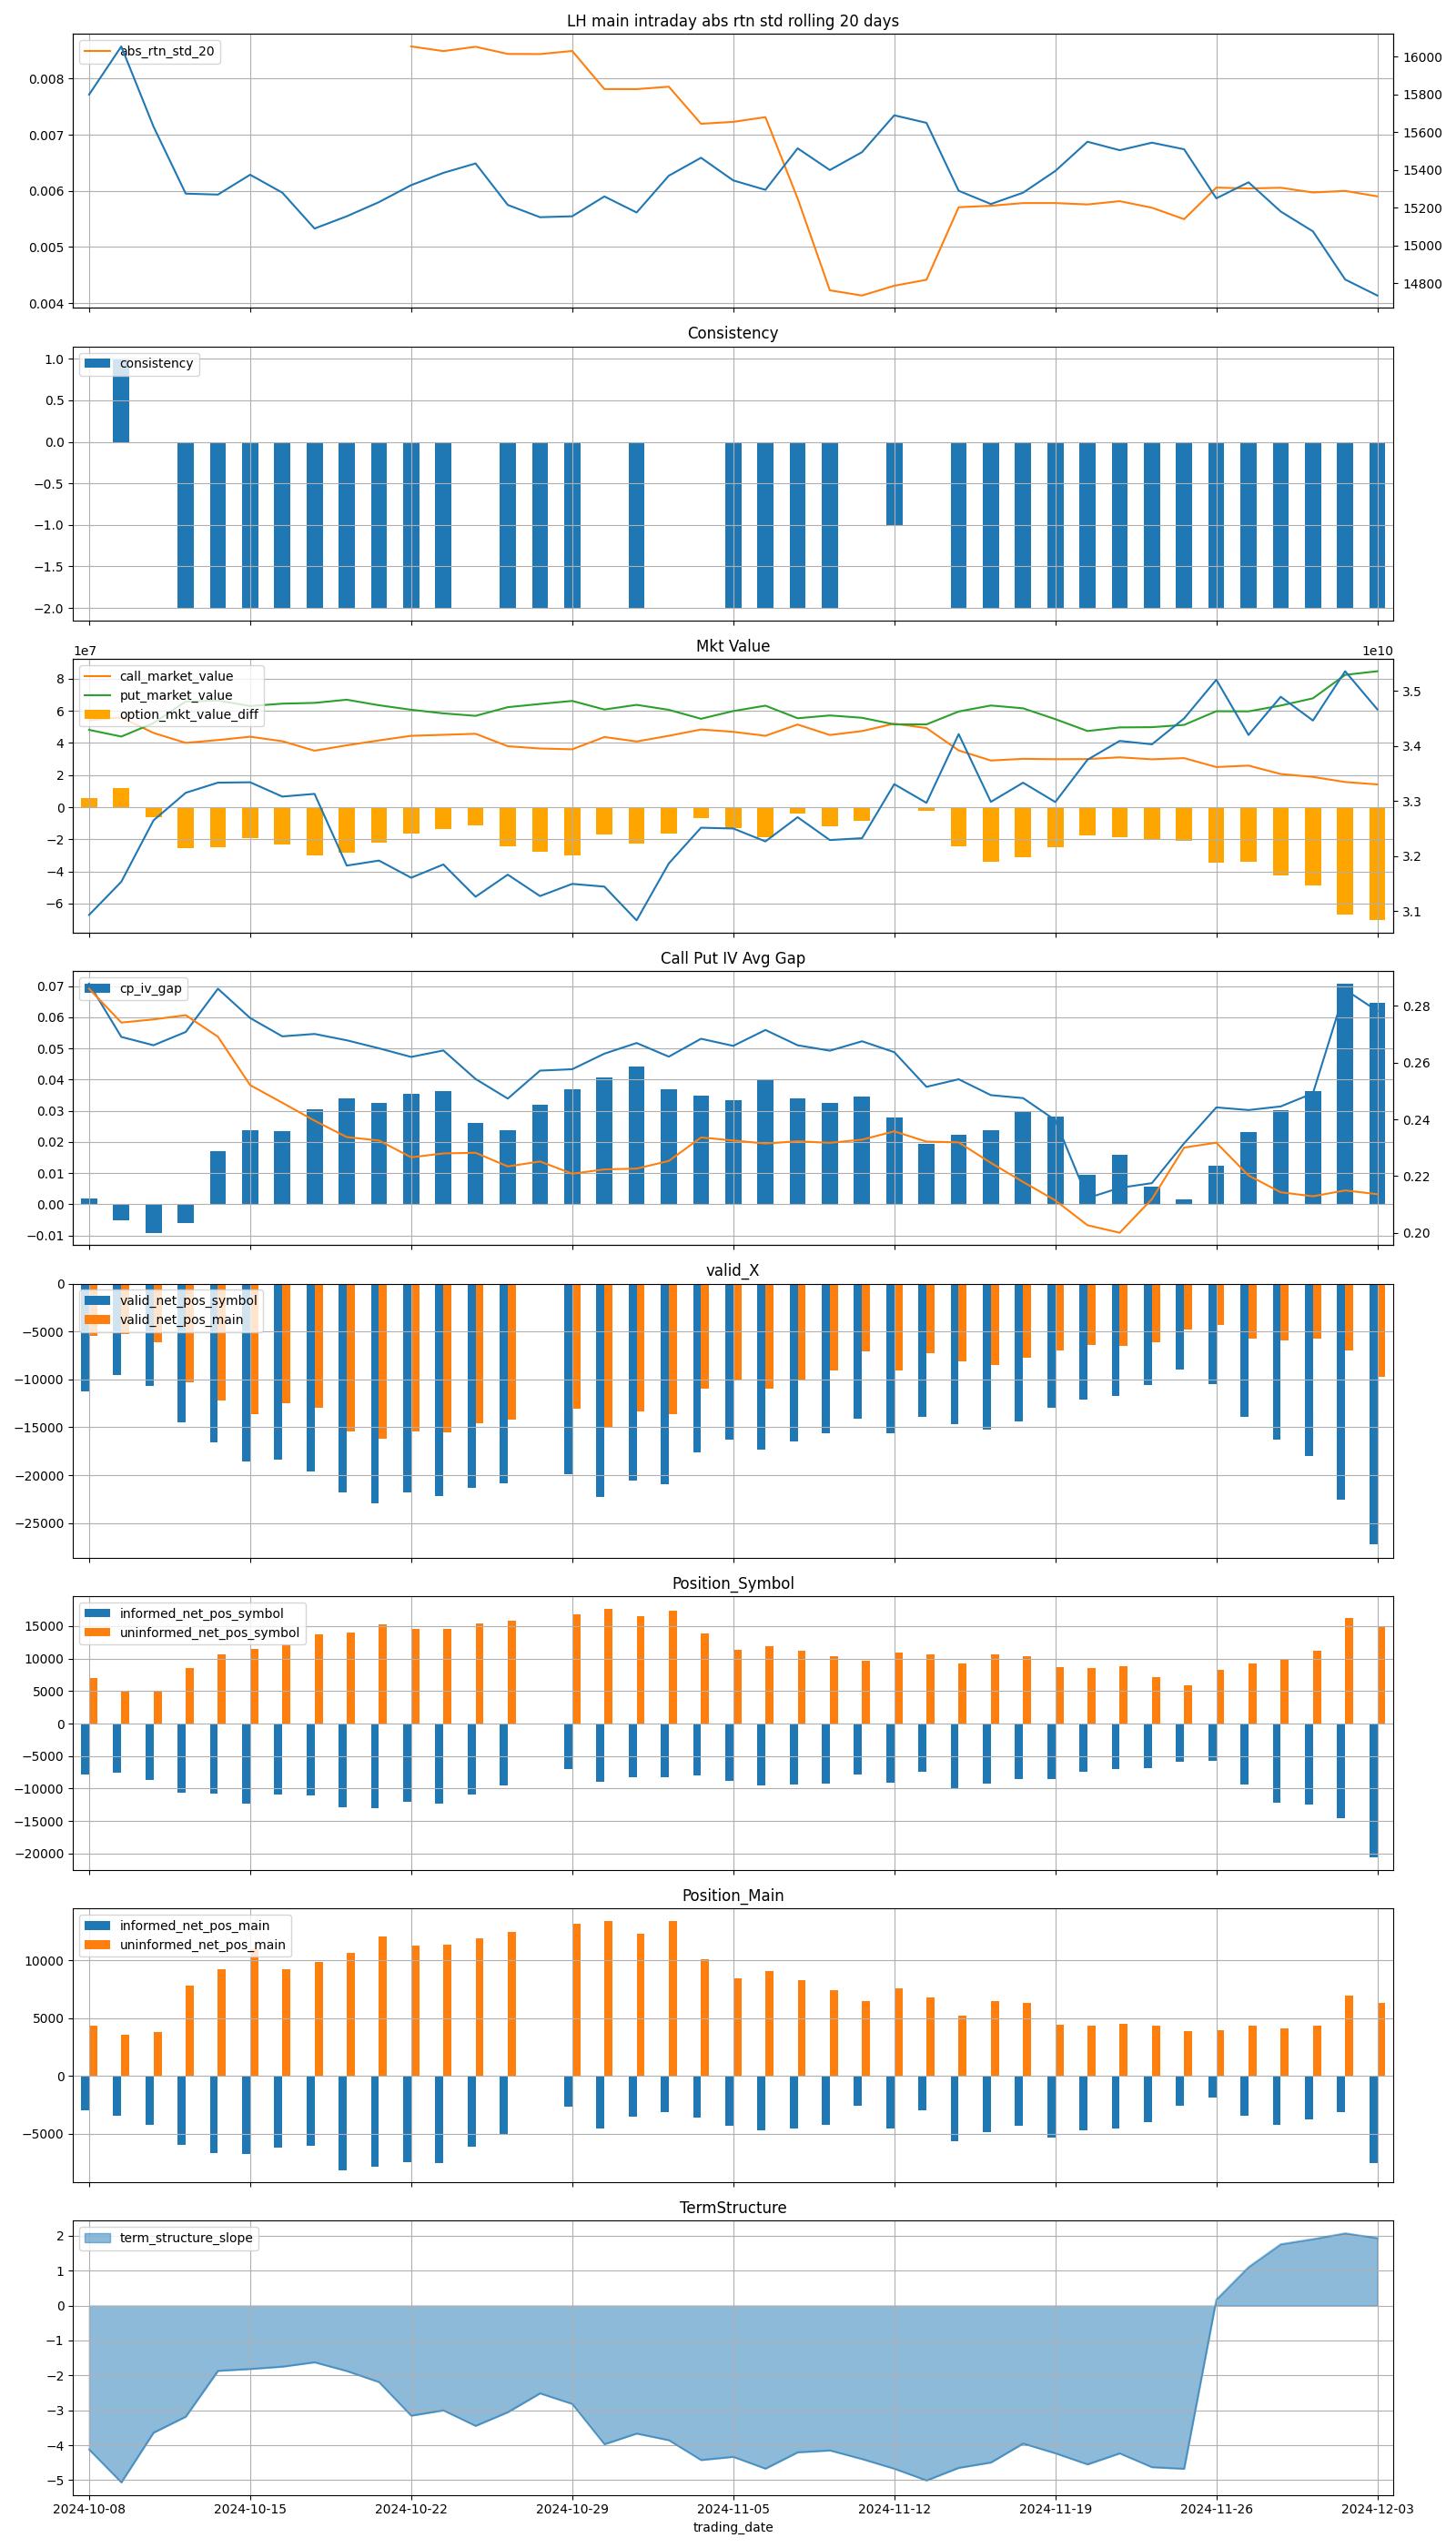 LH main intraday abs rtn std rolling 20 days
abs_rtn_std_20
0.008
0.007
0.006
0.005
0.004
16000
15800
15600
15400
15200
15000
14800
Consistency
consistency
1.0
0.5
0.0
−0.5
−1.0
−1.5
−2.0
Mkt Value
1e7
1e10
call_market_value
put_market_value
option_mkt_value_diff
8
6
4
2
0
−2
−4
−6
3.5
3.4
3.3
3.2
3.1
Call Put IV Avg Gap
cp_iv_gap
0.07
0.06
0.05
0.04
0.03
0.02
0.01
0.00
−0.01
0.28
0.26
0.24
0.22
0.20
valid_X
valid_net_pos_symbol
valid_net_pos_main
0
−5000
−10000
−15000
−20000
−25000
Position_Symbol
informed_net_pos_symbol
uninformed_net_pos_symbol
15000
10000
5000
0
−5000
−10000
−15000
−20000
Position_Main
informed_net_pos_main
uninformed_net_pos_main
10000
5000
0
−5000
TermStructure
term_structure_slope
2
1
0
−1
−2
−3
−4
−5
2024-10-08 2024-10-15 2024-10-22 2024-10-29 2024-11-05 2024-11-12 2024-11-19 2024-11-26 2024-12-03
trading_date